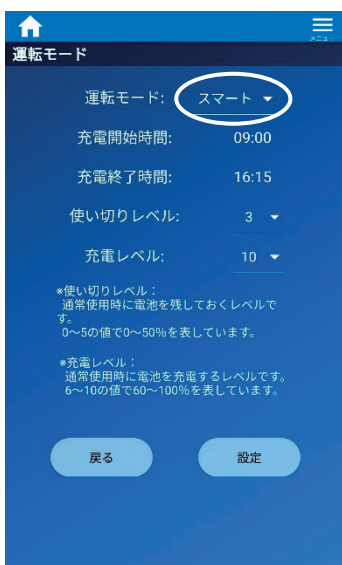 メニュー
運転モード
運転モード: スマート
充電開始時間: 09:00
充電終了時間: 16:15
使い切りレベル: 3
充電レベル: 10
※使い切りレベル：
通常使用時に電池を残しておくレベルで
す。
0～5の値で0～50%を表しています。
※充電レベル：
通常使用時に電池を充電するレベルです。
6～10の値で60～100%を表しています。
戻る 設定